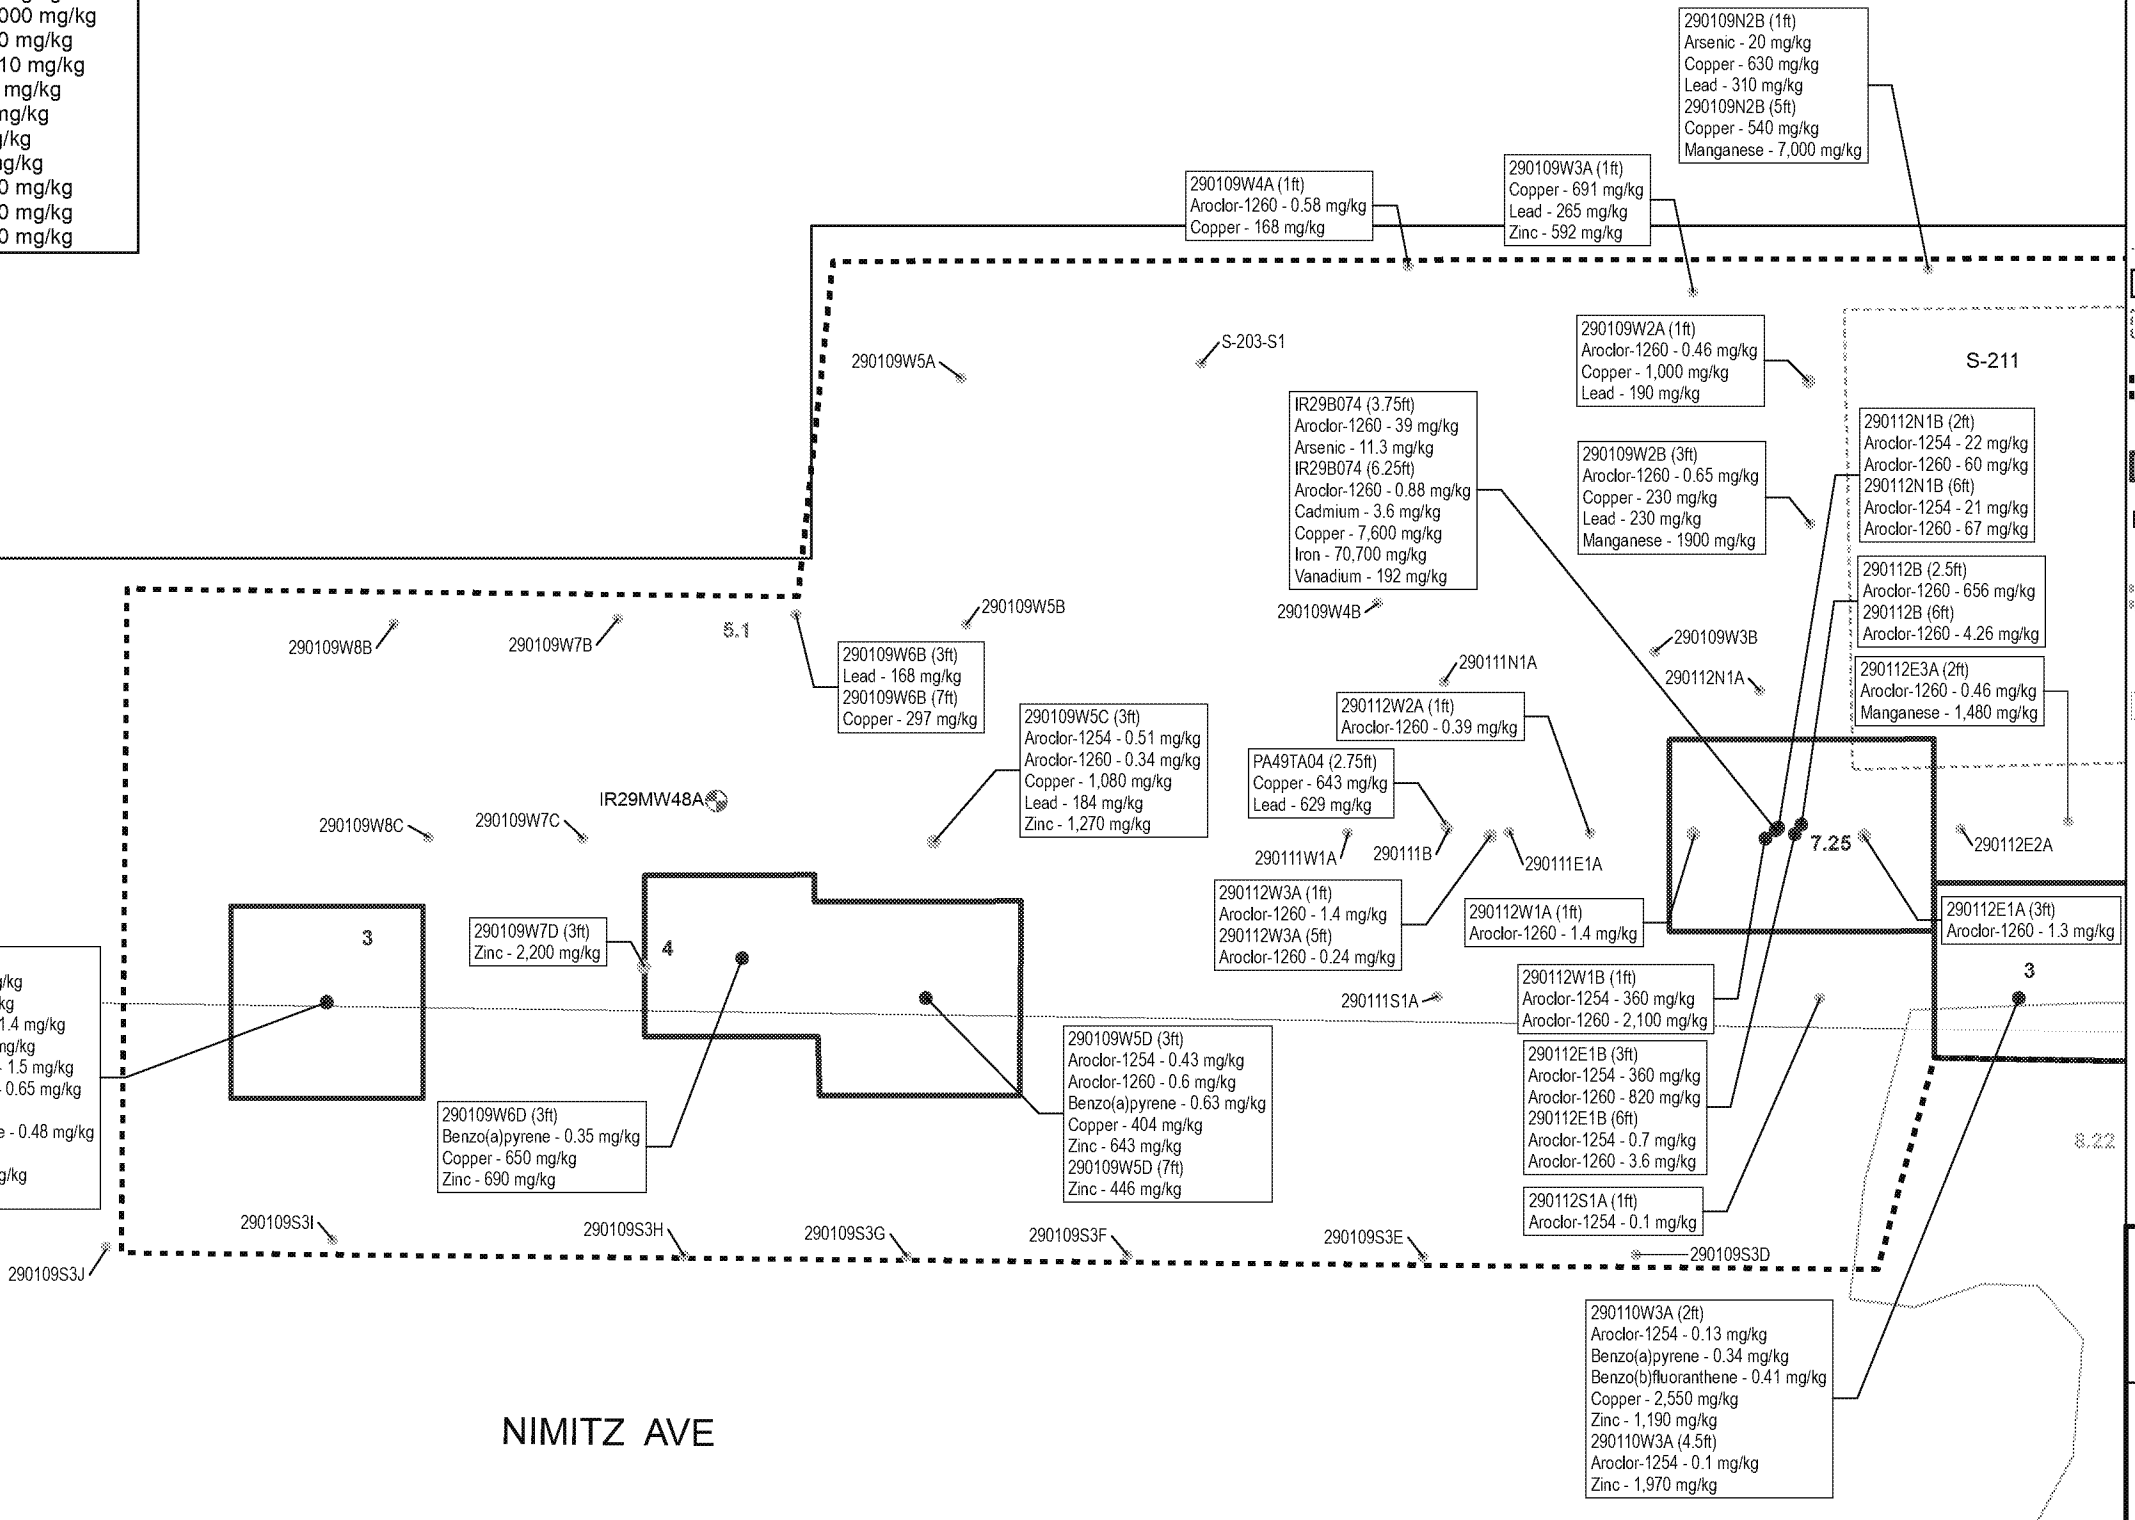 000 mg/kg
0 mg/kg
10 mg/kg
mg/kg
mg/kg
g/kg
mg/kg
0 mg/kg
0 mg/kg
0 mg/kg
290109N2B (1ft)
Arsenic - 20 mg/kg
Copper - 630 mg/kg
Lead - 310 mg/kg
290109N2B (5ft)
Copper - 540 mg/kg
Manganese - 7,000 mg/kg
290109W3A (1ft)
Copper - 691 mg/kg
Lead - 265 mg/kg
Zinc - 592 mg/kg
290109W4A (1ft)
Aroclor-1260 - 0.58 mg/kg
Copper - 168 mg/kg
290109W5A
S-203-S1
290109W2A (1ft)
Aroclor-1260 - 0.46 mg/kg
Copper - 1,000 mg/kg
Lead - 190 mg/kg
S-211
IR29B074 (3.75ft)
Aroclor-1260 - 39 mg/kg
Arsenic - 11.3 mg/kg
IR29B074 (6.25ft)
Aroclor-1260 - 0.88 mg/kg
Cadmium - 3.6 mg/kg
Copper - 7,600 mg/kg
Iron - 70,700 mg/kg
Vanadium - 192 mg/kg
290109W2B (3ft)
Aroclor-1260 - 0.65 mg/kg
Copper - 230 mg/kg
Lead - 230 mg/kg
Manganese - 1900 mg/kg
290112N1B (2ft)
Aroclor-1254 - 22 mg/kg
Aroclor-1260 - 60 mg/kg
290112N1B (6ft)
Aroclor-1254 - 21 mg/kg
Aroclor-1260 - 67 mg/kg
290112B (2.5ft)
Aroclor-1260 - 656 mg/kg
290112B (6ft)
Aroclor-1260 - 4.26 mg/kg
290112E3A (2ft)
Aroclor-1260 - 0.46 mg/kg
Manganese - 1,480 mg/kg
290109W8B
290109W7B
5.1
290109W5B
290109W4B
290109W3B
290112N1A
290111N1A
290109W6B (3ft)
Lead - 168 mg/kg
290109W6B (7ft)
Copper - 297 mg/kg
290109W5C (3ft)
Aroclor-1254 - 0.51 mg/kg
Aroclor-1260 - 0.34 mg/kg
Copper - 1,080 mg/kg
Lead - 184 mg/kg
Zinc - 1,270 mg/kg
290112W2A (1ft)
Aroclor-1260 - 0.39 mg/kg
PA49TA04 (2.75ft)
Copper - 643 mg/kg
Lead - 629 mg/kg
IR29MW48A
290109W8C
290109W7C
290111W1A
290111B
290111E1A
7.25
290112E2A
290112W3A (1ft)
Aroclor-1260 - 1.4 mg/kg
290112W3A (5ft)
Aroclor-1260 - 0.24 mg/kg
290112W1A (1ft)
Aroclor-1260 - 1.4 mg/kg
290112E1A (3ft)
Aroclor-1260 - 1.3 mg/kg
3
290109W7D (3ft)
Zinc - 2,200 mg/kg
4
3
290111S1A
290112W1B (1ft)
Aroclor-1254 - 360 mg/kg
Aroclor-1260 - 2,100 mg/kg
g/kg
kg
1.4 mg/kg
mg/kg
- 1.5 mg/kg
- 0.65 mg/kg
e - 0.48 mg/kg
g/kg
290109W5D (3ft)
Aroclor-1254 - 0.43 mg/kg
Aroclor-1260 - 0.6 mg/kg
Benzo(a)pyrene - 0.63 mg/kg
Copper - 404 mg/kg
Zinc - 643 mg/kg
290109W5D (7ft)
Zinc - 446 mg/kg
290112E1B (3ft)
Aroclor-1254 - 360 mg/kg
Aroclor-1260 - 820 mg/kg
290112E1B (6ft)
Aroclor-1254 - 0.7 mg/kg
Aroclor-1260 - 3.6 mg/kg
290109W6D (3ft)
Benzo(a)pyrene - 0.35 mg/kg
Copper - 650 mg/kg
Zinc - 690 mg/kg
8.22
290112S1A (1ft)
Aroclor-1254 - 0.1 mg/kg
290109S3J
290109S3I
290109S3H
290109S3G
290109S3F
290109S3E
290109S3D
290110W3A (2ft)
Aroclor-1254 - 0.13 mg/kg
Benzo(a)pyrene - 0.34 mg/kg
Benzo(b)fluoranthene - 0.41 mg/kg
Copper - 2,550 mg/kg
Zinc - 1,190 mg/kg
290110W3A (4.5ft)
Aroclor-1254 - 0.1 mg/kg
Zinc - 1,970 mg/kg
NIMITZ AVE